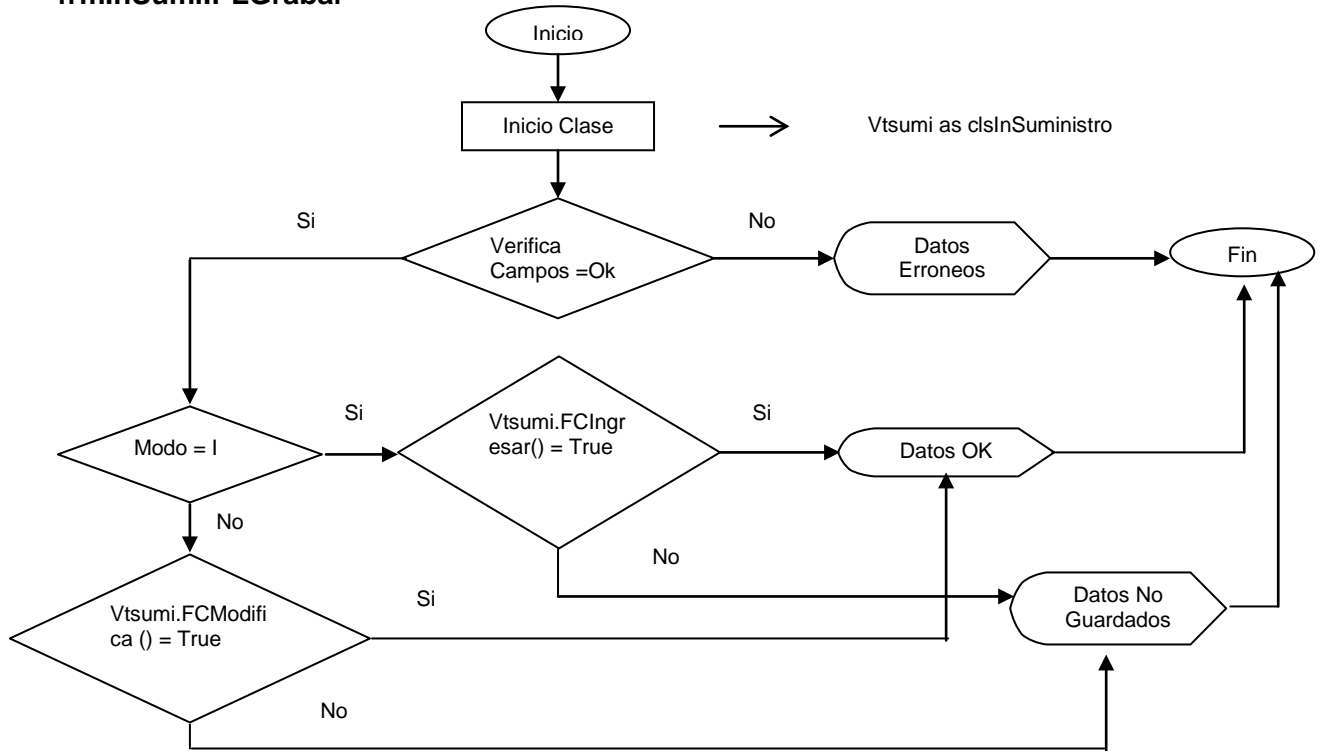 Inicio
Inicio Clase
Vtsumi as clsInSuministro
Si
No
Verifica
Campos =Ok
Datos
Erroneos
Fin
Modo = I
Si
Vtsumi.FCIngr
esar() = True
Si
Datos OK
No
No
Vtsumi.FCModifi
ca () = True
Si
Datos No
Guardados
No